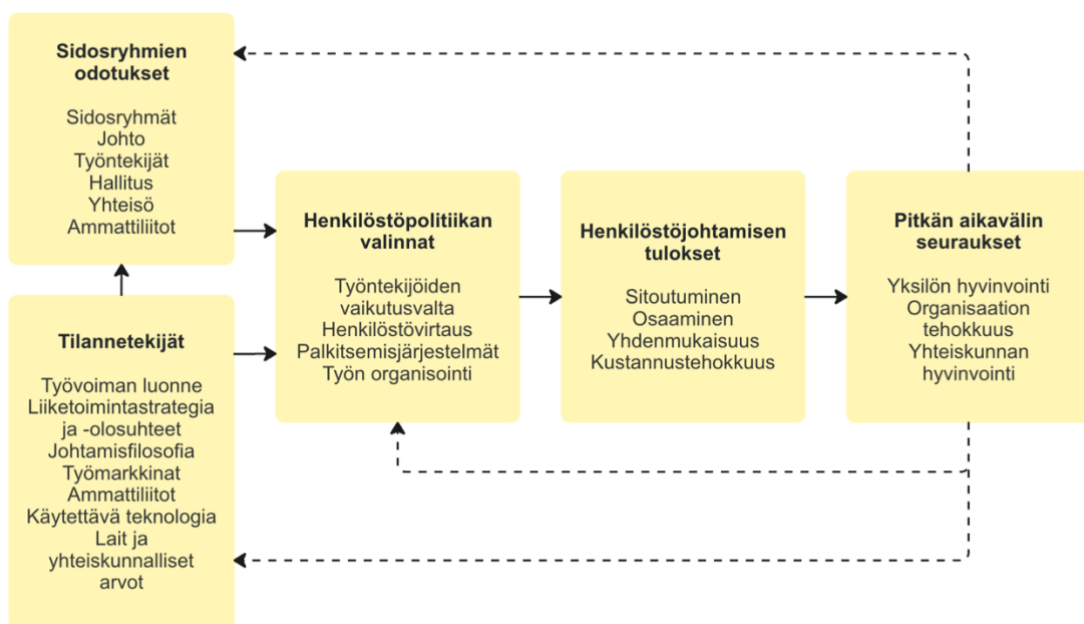 Sidosryhmien
odotukset
Sidosryhmät
Johto
Työntekijät
Hallitus
Yhteisö
Ammattiliitot
Tilannetekijät
Työvoiman luonne
Liiketoimintastrategia
ja -olosuhteet
Johtamisfilosofia
Työmarkkinat
Ammattiliitot
Käytettävä teknologia
Lait ja
yhteiskunnalliset
arvot
Henkilöstöpolitiikan
valinnat
Työntekijöiden
vaikutusvalta
Henkilöstövirtaus
Palkitsemisjärjestelmät
Työn organisointi
Henkilöstöjohtamisen
tulokset
Sitoutuminen
Osaaminen
Yhdenmukaisuus
Kustannustehokkuus
Pitkän aikavälin
seuraukset
Yksilön hyvinvointi
Organisaation
tehokkuus
Yhteiskunnan
hyvinvointi